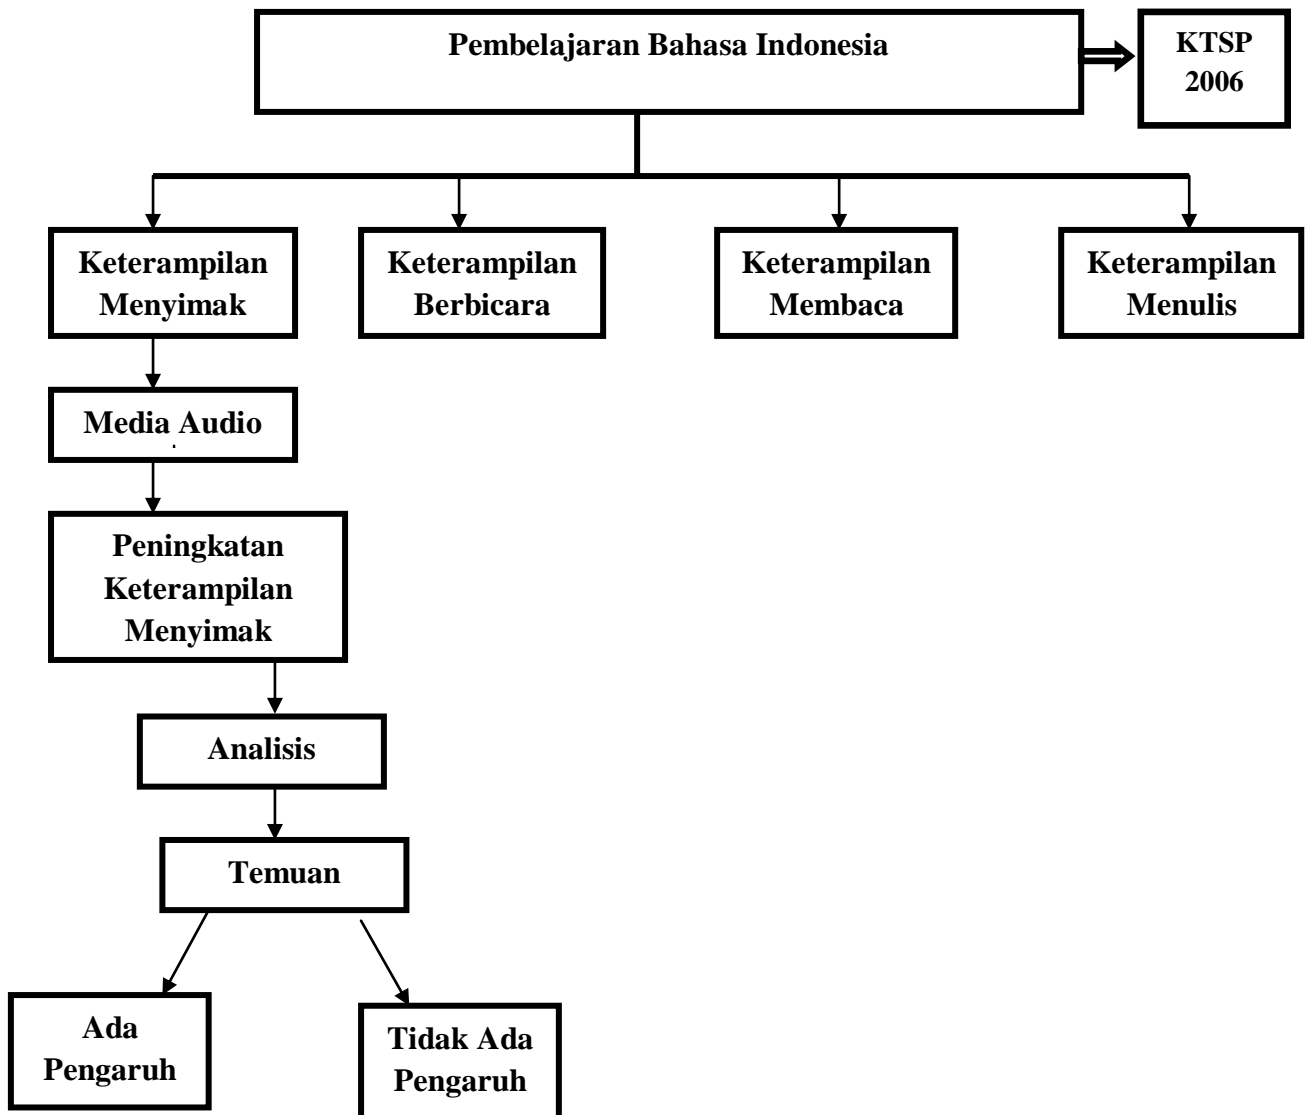 Pembelajaran Bahasa Indonesia
KTSP
2006
Keterampilan
Menyimak
Keterampilan
Berbicara
Keterampilan
Membaca
Keterampilan
Menulis
Media Audio
.
Peningkatan
Keterampilan
Menyimak
Analisis
Temuan
Ada
Pengaruh
Tidak Ada
Pengaruh